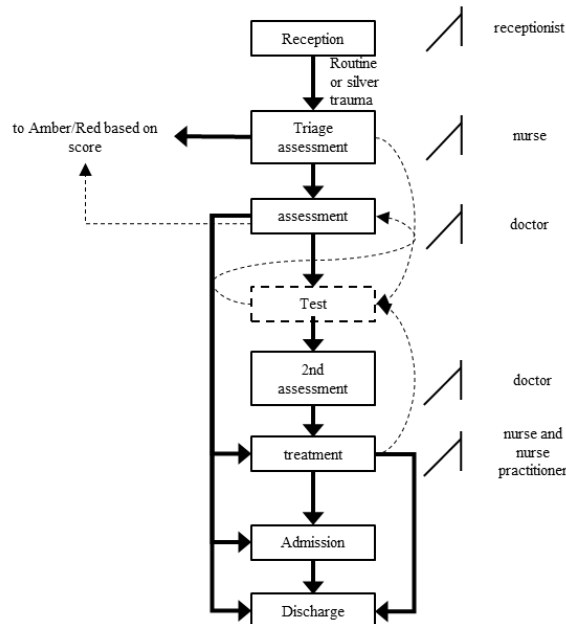 Reception
receptionist
Routine
or silver
trauma
to Amber/Red based on
score
Triage
assessment
nurse
assessment
doctor
Test
2nd
assessment
doctor
treatment
nurse and
nurse
practitioner
Admission
Discharge